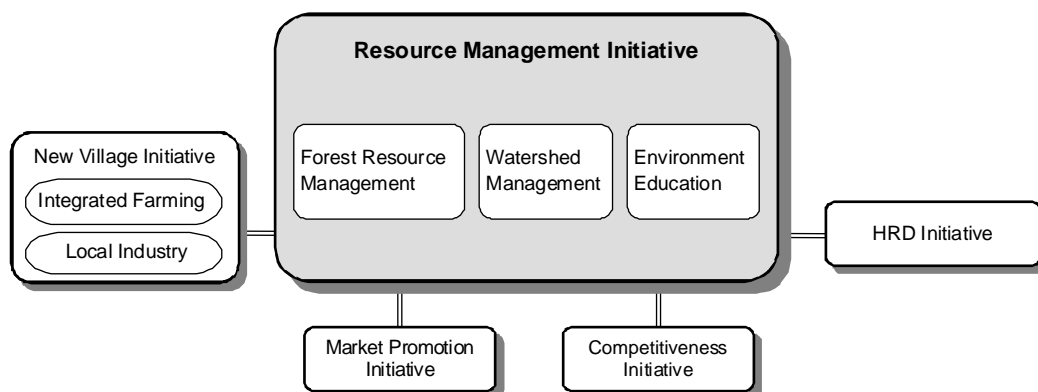 Resource Management Initiative
New Village Initiative
Integrated Farming
Local Industry
Forest Resource
Management
Watershed
Management
Environment
Education
HRD Initiative
Market Promotion
Initiative
Competitiveness
Initiative